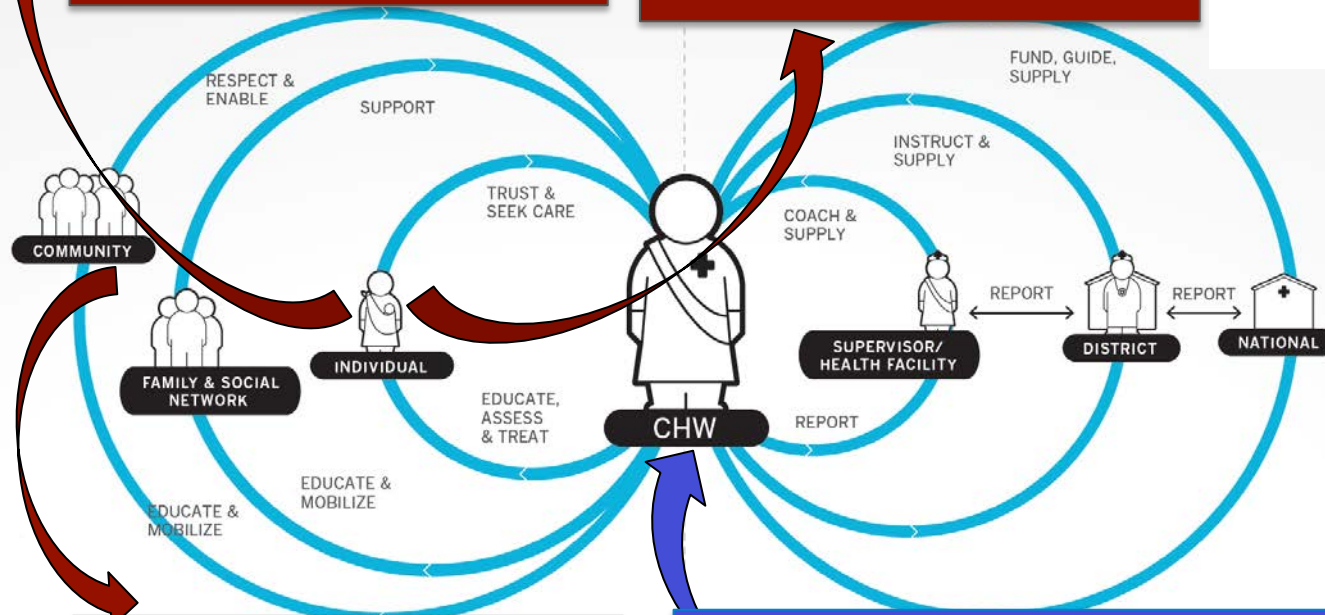 RESPECT &
ENABLE
SUPPORT
TRUST &
SEEK CARE
COMMUNITY
FAMILY & SOCIAL
NETWORK
INDIVIDUAL
EDUCATE,
ASSESS
& TREAT
EDUCATE &
MOBILIZE
EDUCATE &
MOBILIZE
CHW
FUND, GUIDE,
SUPPLY
INSTRUCT &
SUPPLY
COACH &
SUPPLY
REPORT
REPORT
SUPERVISOR/
HEALTH FACILITY
DISTRICT
NATIONAL
REPORT